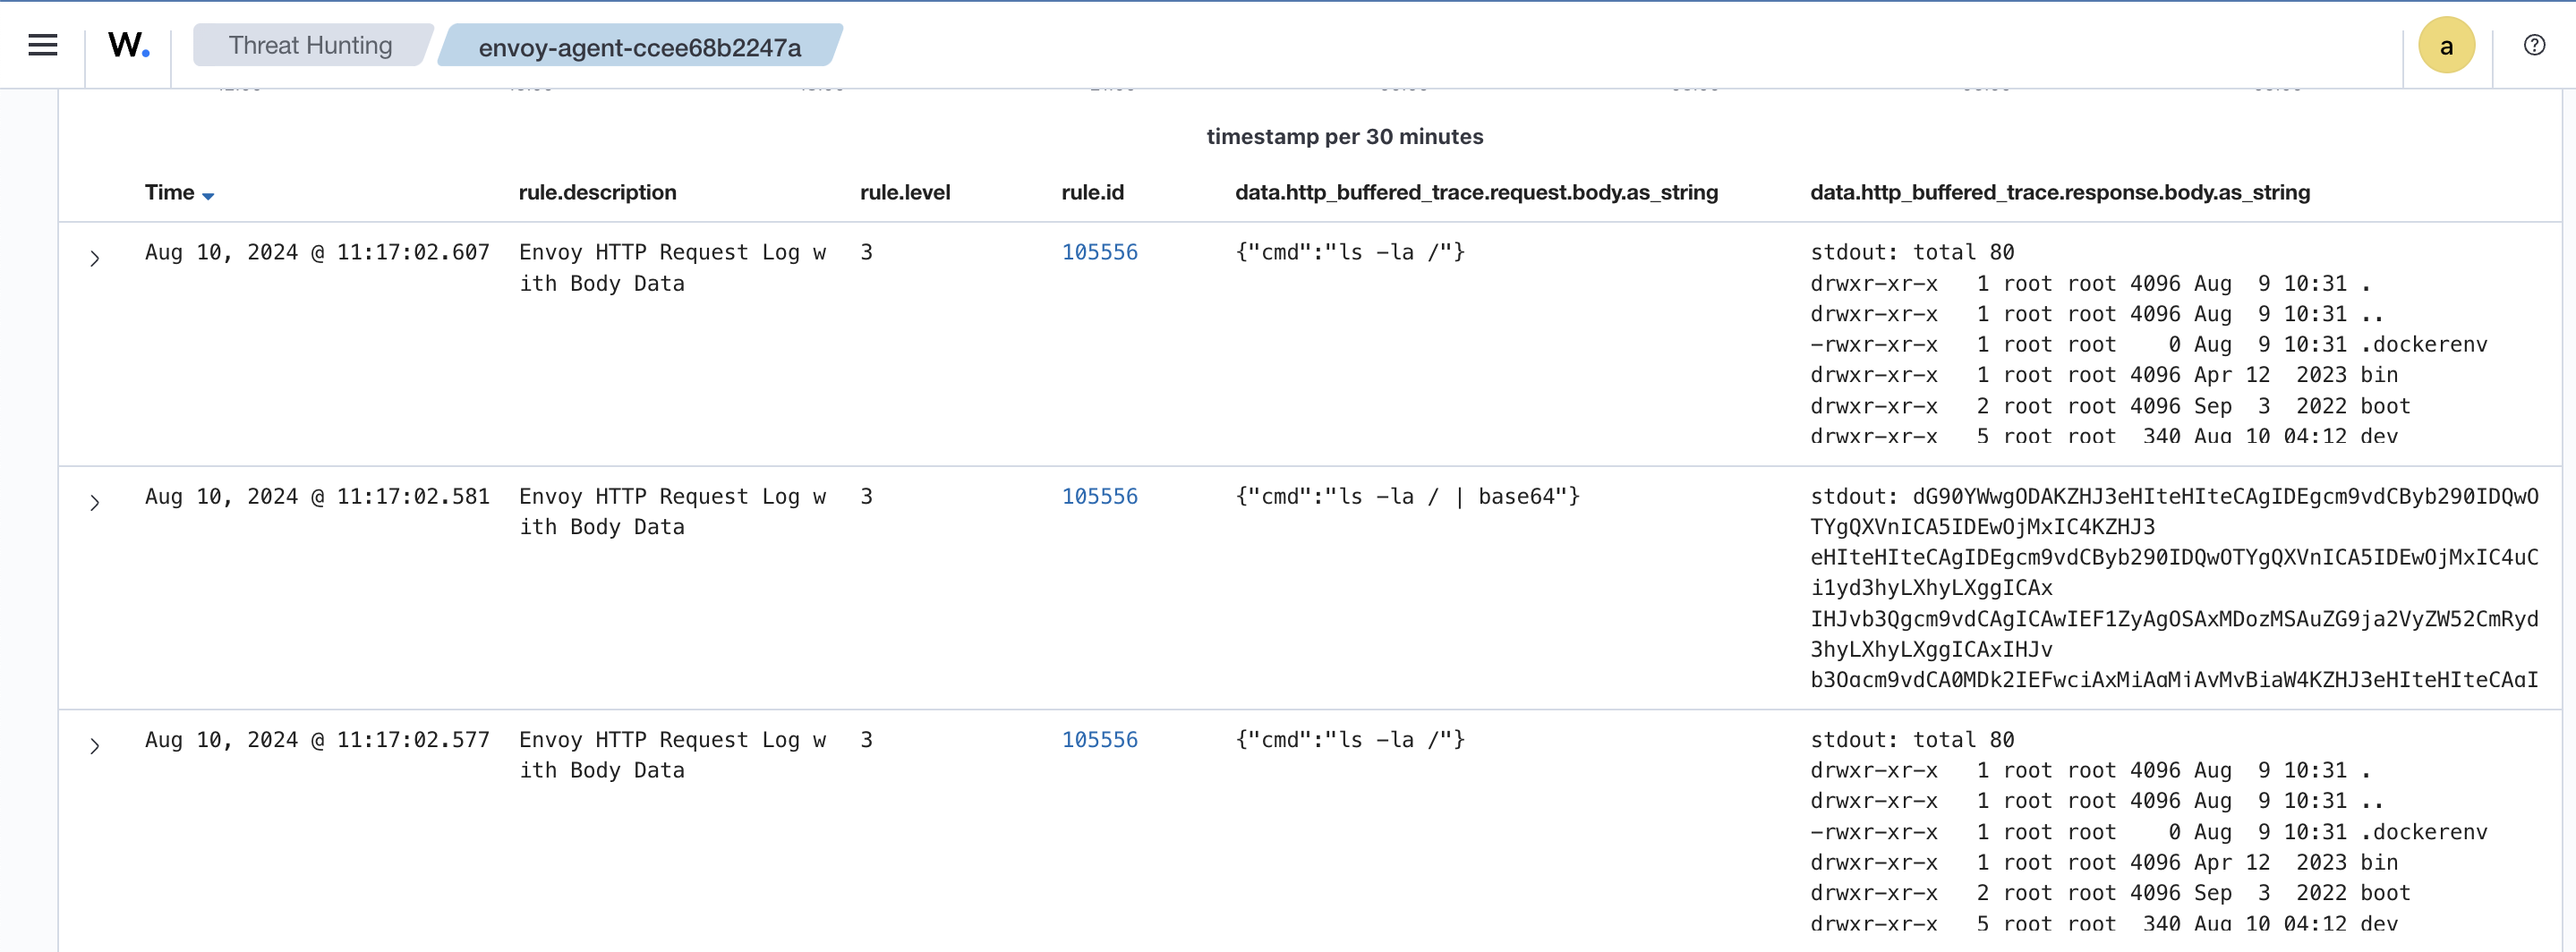 W.
Threat Hunting
envoy-agent-ccee68b2247a
a
timestamp per 30 minutes
Time rule.description rule.level rule.id data.http_buffered_trace.request.body.as_string data.http_buffered_trace.response.body.as_string
Aug 10, 2024 @ 11:17:02.607 Envoy HTTP Request Log w 3 105556 {"cmd":"ls -la /"} stdout: total 80
ith Body Data drwxr-xr-x   1 root root 4096 Aug  9 10:31 .
drwxr-xr-x   1 root root 4096 Aug  9 10:31 ..
-rwxr-xr-x   1 root root    0 Aug  9 10:31 .dockerenv
drwxr-xr-x   1 root root 4096 Apr 12  2023 bin
drwxr-xr-x   2 root root 4096 Sep  3  2022 boot
drwxr-xr-x   5 root root  340 Aug 10 04:12 dev
Aug 10, 2024 @ 11:17:02.581 Envoy HTTP Request Log w 3 105556 {"cmd":"ls -la / | base64"} stdout: dG90YWwgODAKZHJ3eHIteHIteCAgIDEgcm9vdCByb290IDQwO
ith Body Data TYgQXVnICA5IDEwOjMxIC4KZHJ3
eHIteHIteCAgIDEgcm9vdCByb290IDQwOTYgQXVnICA5IDEwOjMxIC4uC
i1yd3hyLXhyLXggICAx
IHJvb3Qgcm9vdCAgICAwIEF1ZyAgOSAxMDozMSAuZG9ja2VyZW52CmRyd
3hyLXhyLXggICAxIHJv
b3Qgcm9vdCA0MDk2IEFwciAxMiAgMjAyMyBiaW4KZHJ3eHIteHIteCAgI
Aug 10, 2024 @ 11:17:02.577 Envoy HTTP Request Log w 3 105556 {"cmd":"ls -la /"} stdout: total 80
ith Body Data drwxr-xr-x   1 root root 4096 Aug  9 10:31 .
drwxr-xr-x   1 root root 4096 Aug  9 10:31 ..
-rwxr-xr-x   1 root root    0 Aug  9 10:31 .dockerenv
drwxr-xr-x   1 root root 4096 Apr 12  2023 bin
drwxr-xr-x   2 root root 4096 Sep  3  2022 boot
drwxr-xr-x   5 root root  340 Aug 10 04:12 dev